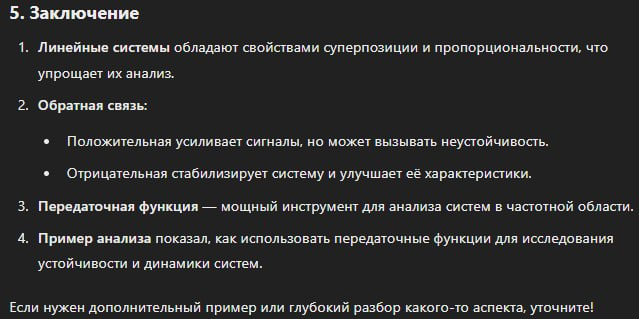 5. Заключение
1. Линейные системы обладают свойствами суперпозиции и пропорциональности, что
упрощает их анализ.
2. Обратная связь:
• Положительная усиливает сигналы, но может вызывать неустойчивость.
• Отрицательная стабилизирует систему и улучшает её характеристики.
3. Передаточная функция — мощный инструмент для анализа систем в частотной области.
4. Пример анализа показал, как использовать передаточные функции для исследования
устойчивости и динамики систем.
Если нужен дополнительный пример или глубокий разбор какого-то аспекта, уточните!